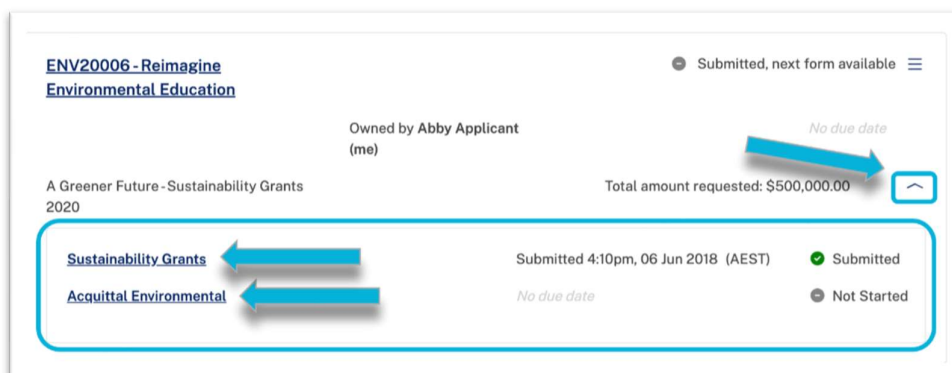 ENV20006 - Reimagine
Environmental Education
Submitted, next form available
Owned by Abby Applicant
(me)
No due date
A Greener Future - Sustainability Grants
2020
Total amount requested: $500,000.00
Sustainability Grants
Submitted 4:10pm, 06 Jun 2018 (AEST)
Submitted
Acquittal Environmental
No due date
Not Started